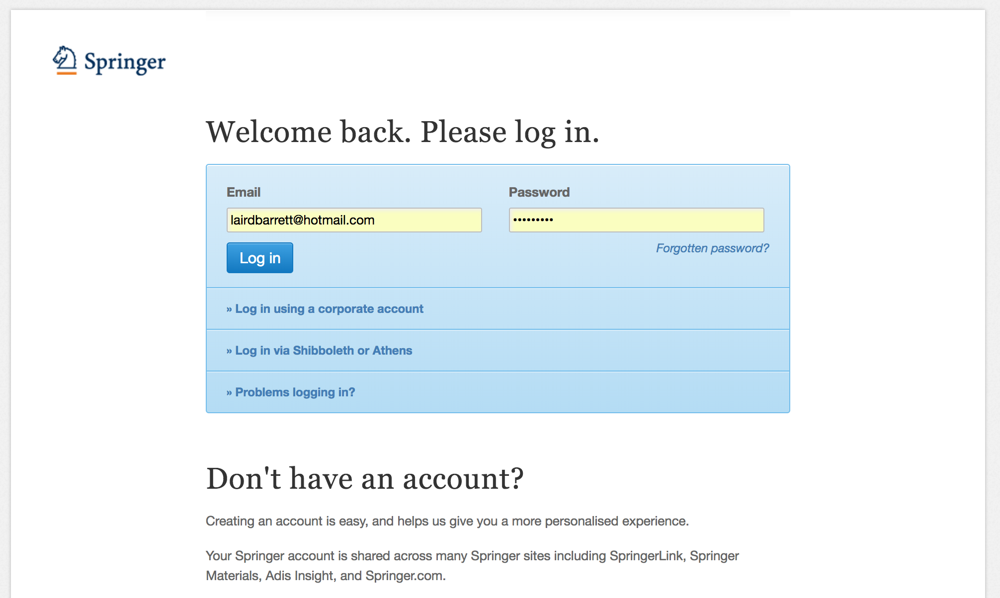 Springer
Welcome back. Please log in.
Email
Password
lairdbarrett@hotmail.com
•••••••••
Log in
Forgotten password?
» Log in using a corporate account
» Log in via Shibboleth or Athens
» Problems logging in?
Don't have an account?
Creating an account is easy, and helps us give you a more personalised experience.
Your Springer account is shared across many Springer sites including SpringerLink, Springer
Materials, Adis Insight, and Springer.com.